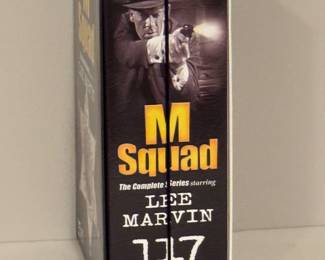 M
Squad
The Complete Series starring
LEE
MARVIN
117